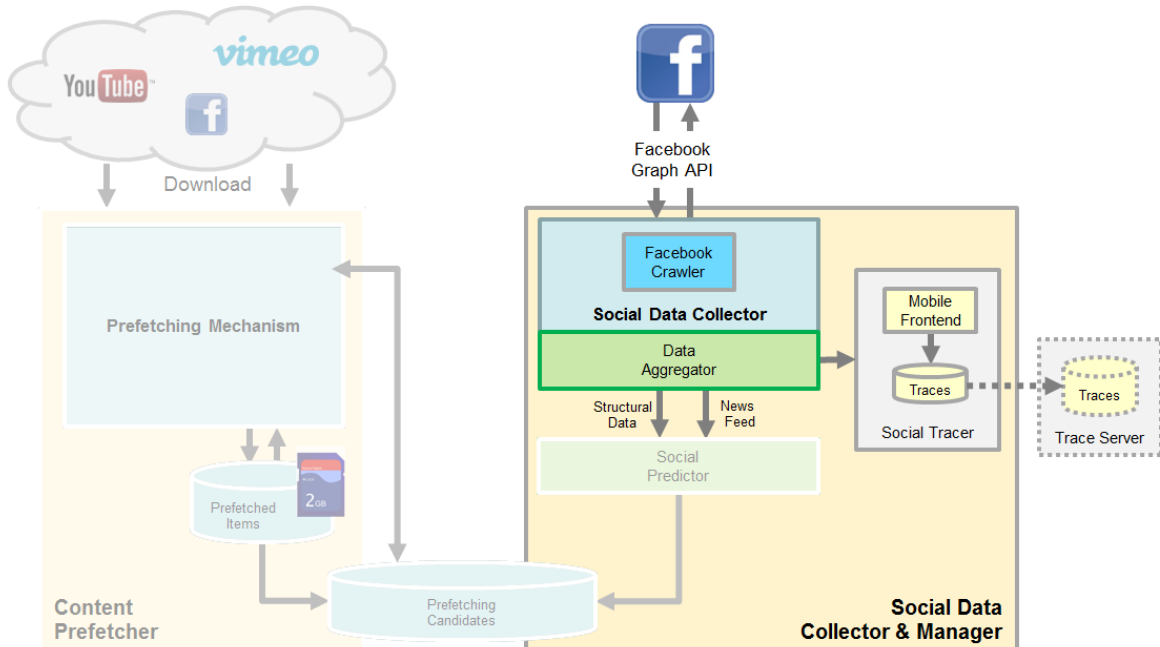 vimeo
YouTube
f
f
Facebook
Graph API
Download
Facebook
Crawler
Social Data Collector
Data
Aggregator
Structural
Data
News
Feed
Social
Predictor
Mobile
Frontend
Traces
Social Tracer
Traces
Trace Server
Prefetching Mechanism
2GB
Prefetched
Items
Prefetching
Candidates
Content
Prefetcher
Social Data
Collector & Manager